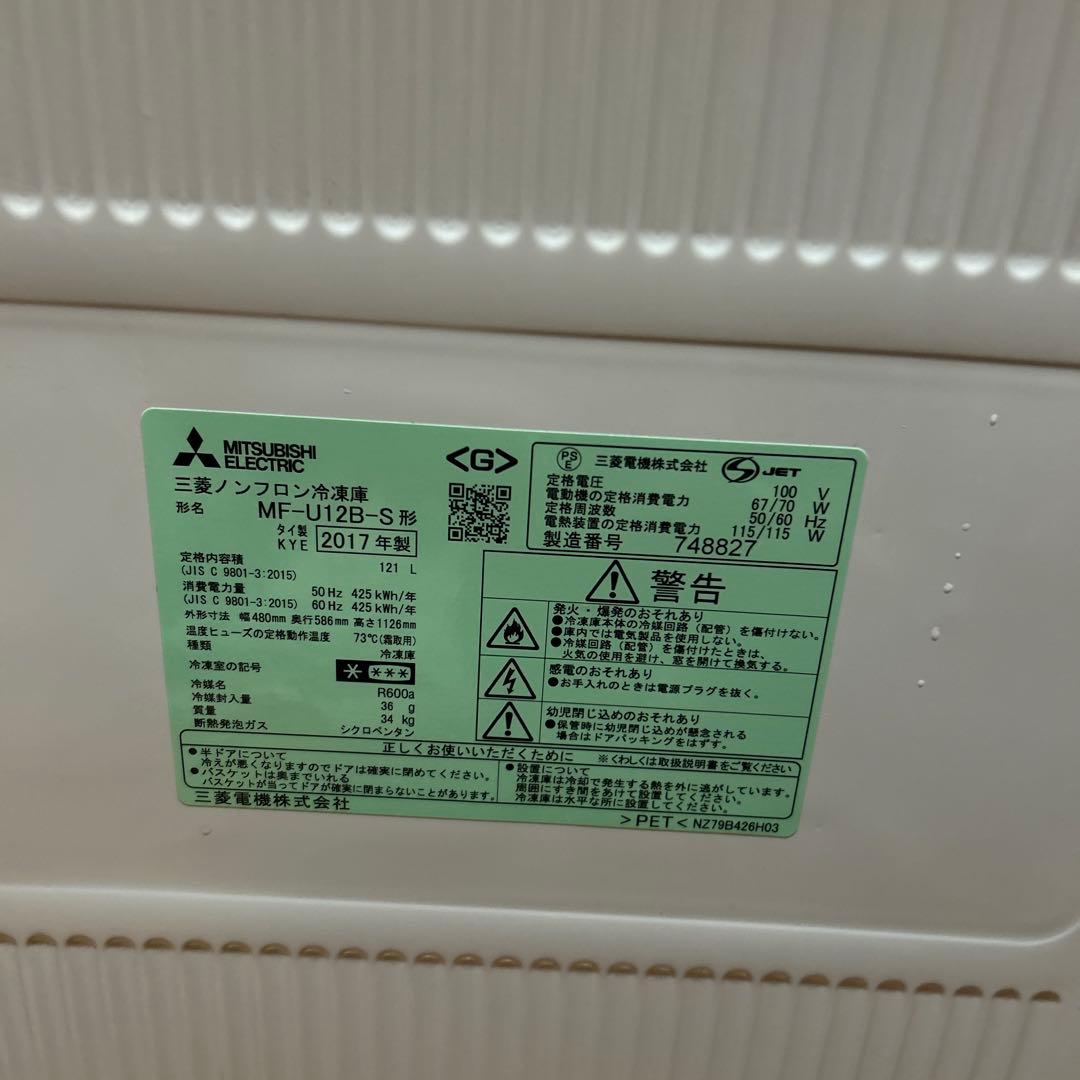 MITSUBISHI
ELECTRIC
<G>
三菱ノンフロン冷凍庫
形名 MF-U12B-S形
タイ製
KYE 2017年製
定格内容積
(JIS C 9801-3:2015) 121 L
消費電力量 50Hz 425kWh/年
(JIS C 9801-3:2015) 60Hz 425kWh/年
外形寸法 幅480mm 奥行586mm 高さ1126mm
温度ヒューズの定格動作温度 73℃(霜取用)
種類 冷凍庫
冷凍室の記号 * ***
冷媒名 R600a
冷媒封入量 36 g
質量 34 kg
断熱発泡ガス シクロペンタン
PS
E
三菱電機株式会社 S JET
定格電圧 100 V
電動機の定格消費電力 67/70 W
定格周波数 50/60 Hz
電熱装置の定格消費電力 115/115 W
製造番号 748827
警告
発火・爆発のおそれあり
●冷凍庫本体の冷媒回路(配管)を傷付けない。
●庫内では電気製品を使用しない。
●冷媒回路(配管)を傷付けたときは、
火気の使用を避け、窓を開けて換気する。
感電のおそれあり
●お手入れのときは電源プラグを抜く。
幼児閉じ込めのおそれあり
●保管時に幼児閉じ込めが懸念される
場合はドアパッキングをはずす。
正しくお使いいただくために ※くわしくは取扱説明書をご覧ください
●半ドアについて
冷えが悪くなりますのでドアは確実に閉めてください。
●バスケットは奥までいれる
バスケットが当ってドアが確実に閉まらないことがあります。
●設置について
冷凍庫は冷却で発生する熱を外に逃がしています。
周囲にすき間をあけて設置してください。
冷凍庫は水平な所に設置してください。
三菱電機株式会社
>PET< NZ79B426H03